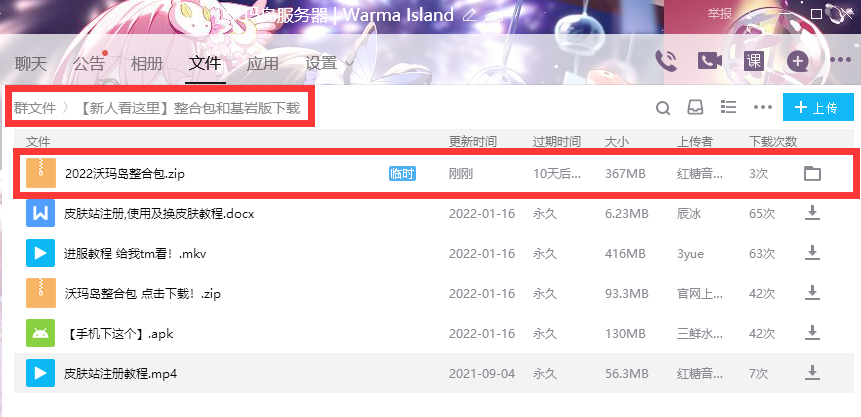 岛服务器 | Warma Island
举报
聊天 公告 相册 文件 应用 设置
课
群文件 〉【新人看这里】整合包和基岩版下载
上传
文件 更新时间 过期时间 大小 上传者 下载次数
2022沃玛岛整合包.zip 临时 刚刚 10天后... 367MB 红糖音... 3次
皮肤站注册,使用及换皮肤教程.docx 2022-01-16 永久 6.23MB 辰冰 65次
进服教程 给我tm看！.mkv 2022-01-16 永久 416MB 3yue 63次
沃玛岛整合包 点击下载！.zip 2022-01-16 永久 93.3MB 官网上... 42次
【手机下这个】.apk 2022-01-16 永久 130MB 三鲜水... 42次
皮肤站注册教程.mp4 2021-09-04 永久 56.3MB 红糖音... 7次